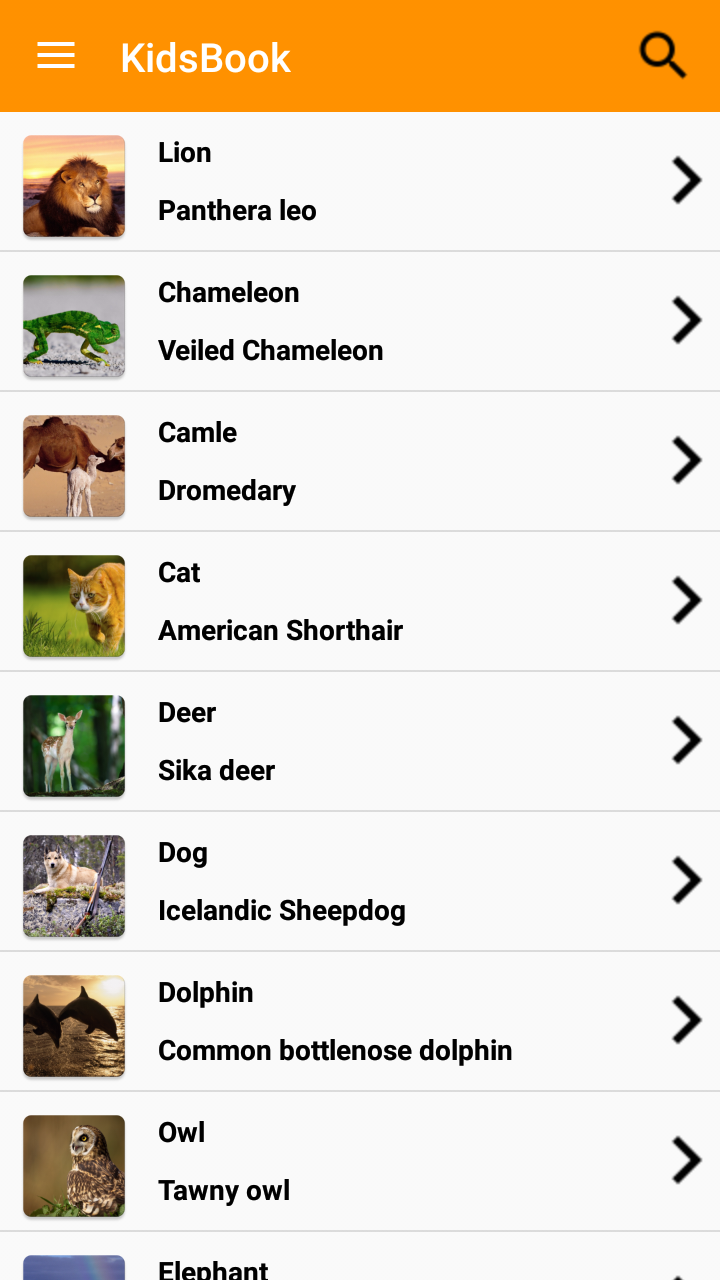 KidsBook
Lion
Panthera leo
Chameleon
Veiled Chameleon
Camle
Dromedary
Cat
American Shorthair
Deer
Sika deer
Dog
Icelandic Sheepdog
Dolphin
Common bottlenose dolphin
Owl
Tawny owl
Elephant